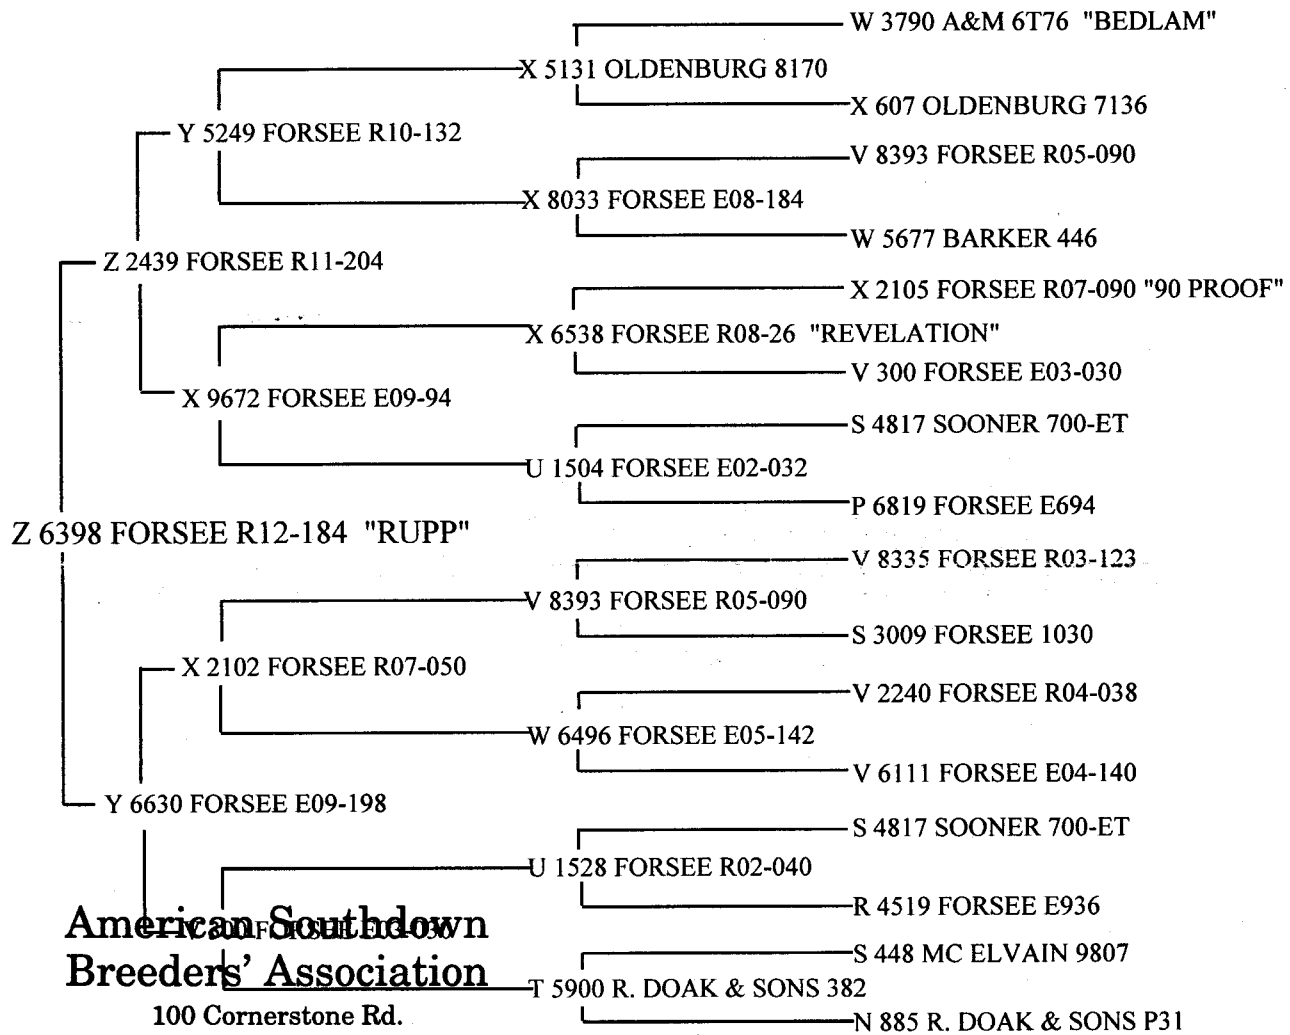 W 3790 A&M 6T76 "BEDLAM"
X 5131 OLDENBURG 8170
X 607 OLDENBURG 7136
Y 5249 FORSEE R10-132
V 8393 FORSEE R05-090
X 8033 FORSEE E08-184
W 5677 BARKER 446
Z 2439 FORSEE R11-204
X 2105 FORSEE R07-090 "90 PROOF"
X 6538 FORSEE R08-26 "REVELATION"
V 300 FORSEE E03-030
X 9672 FORSEE E09-94
S 4817 SOONER 700-ET
U 1504 FORSEE E02-032
P 6819 FORSEE E694
Z 6398 FORSEE R12-184 "RUPP"
V 8335 FORSEE R03-123
V 8393 FORSEE R05-090
S 3009 FORSEE 1030
X 2102 FORSEE R07-050
V 2240 FORSEE R04-038
W 6496 FORSEE E05-142
V 6111 FORSEE E04-140
Y 6630 FORSEE E09-198
S 4817 SOONER 700-ET
U 1528 FORSEE R02-040
R 4519 FORSEE E936
V 300 FORSEE E03-030
American Southdown
Breeders' Association
S 448 MC ELVAIN 9807
T 5900 R. DOAK & SONS 382
100 Cornerstone Rd.
N 885 R. DOAK & SONS P31